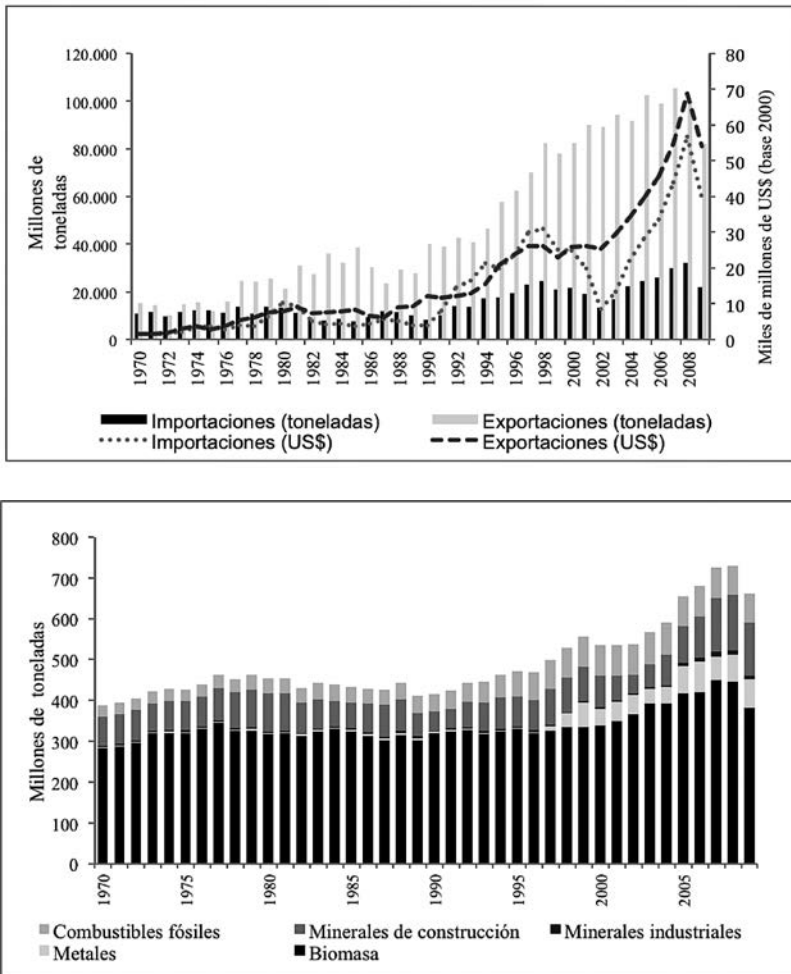 Millones de
toneladas
120.000
100.000
80.000
60.000
40.000
20.000
0
80
70
60
50
40
30
20
10
0
Miles de millones de US$ (base 2000)
1970 1972 1974 1976 1978 1980 1982 1984 1986 1988 1990 1992 1994 1996 1998 2000 2002 2004 2006 2008
Importaciones (toneladas) Exportaciones (toneladas)
Importaciones (US$) Exportaciones (US$)
Millones de toneladas
800
700
600
500
400
300
200
100
0
1970 1975 1980 1985 1990 1995 2000 2005
Combustibles fósiles Minerales de construcción Minerales industriales
Metales Biomasa